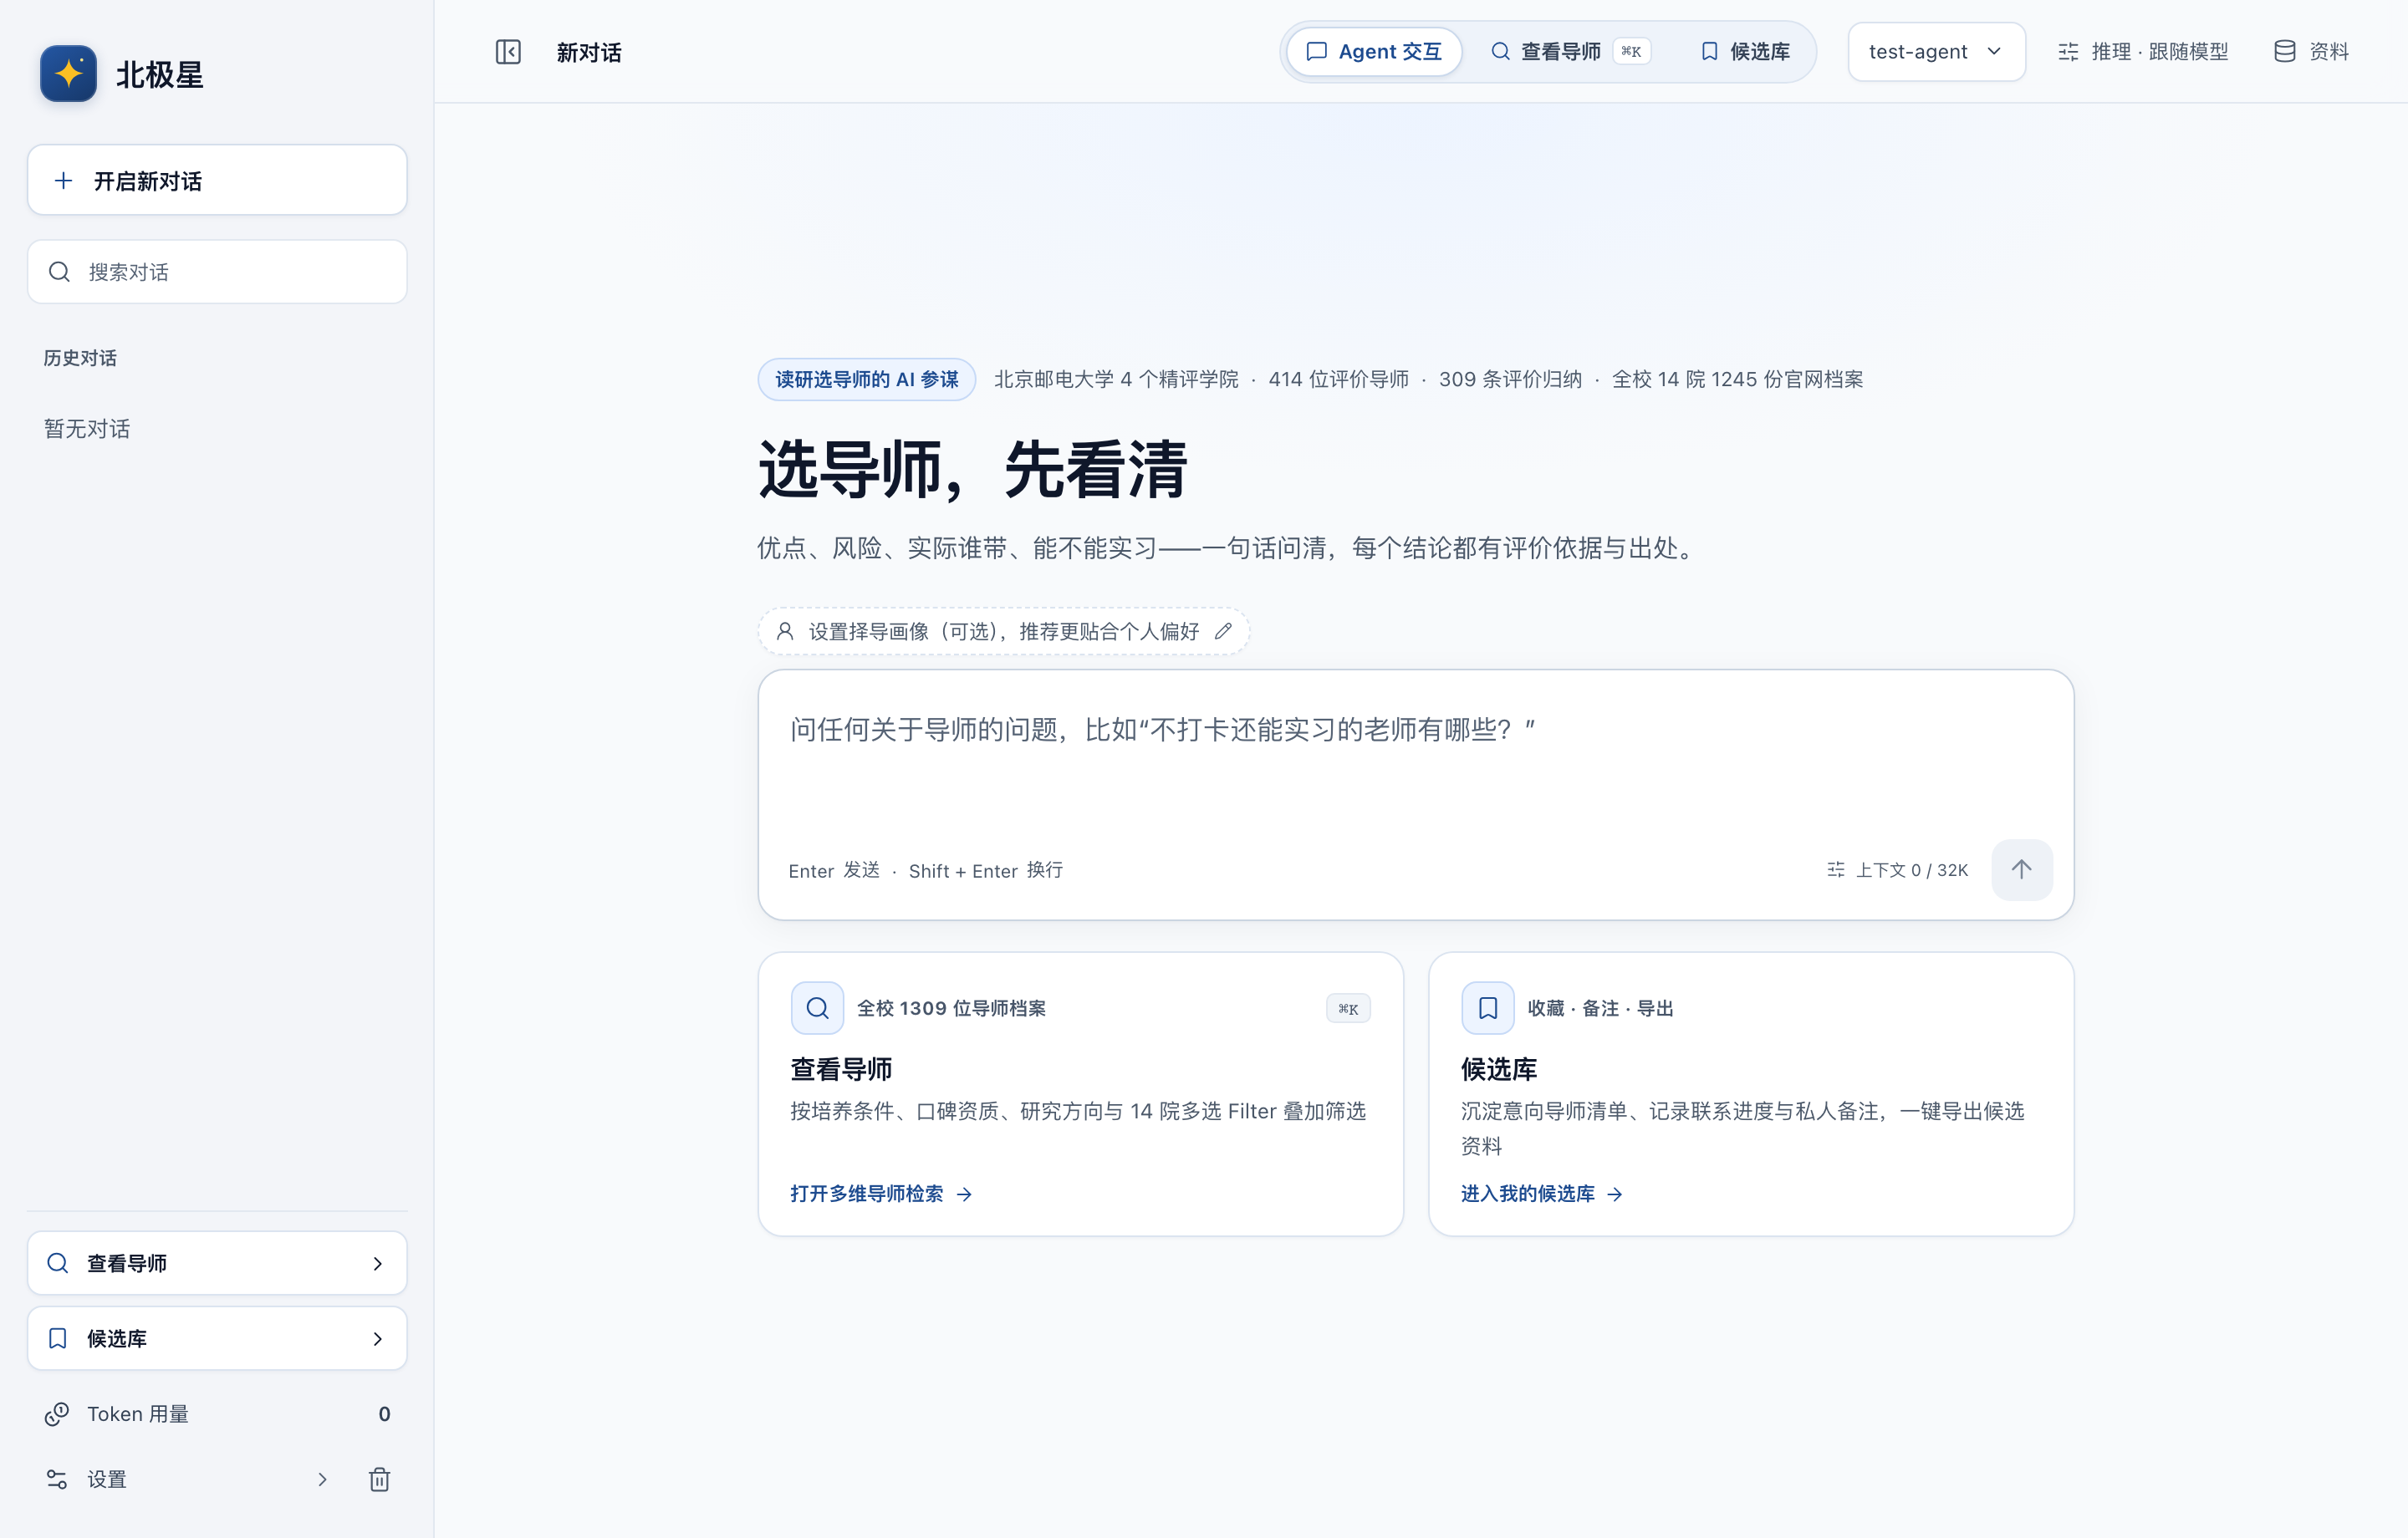 北极星
开启新对话
搜索对话
历史对话
暂无对话
查看导师
候选库
Token 用量 0
设置
新对话
Agent 交互 查看导师 ⌘K 候选库 test-agent 推理 · 跟随模型 资料
读研选导师的 AI 参谋 北京邮电大学 4 个精评学院 · 414 位评价导师 · 309 条评价归纳 · 全校 14 院 1245 份官网档案
选导师，先看清
优点、风险、实际谁带、能不能实习——一句话问清，每个结论都有评价依据与出处。
设置择导画像（可选），推荐更贴合个人偏好
问任何关于导师的问题，比如“不打卡还能实习的老师有哪些？”
Enter 发送 · Shift + Enter 换行 上下文 0 / 32K
全校 1309 位导师档案 ⌘K
查看导师
按培养条件、口碑资质、研究方向与 14 院多选 Filter 叠加筛选
打开多维导师检索 →
收藏 · 备注 · 导出
候选库
沉淀意向导师清单、记录联系进度与私人备注，一键导出候选
资料
进入我的候选库 →